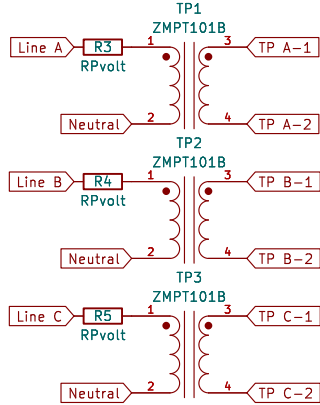 TP1
ZMPT101B
Line A R3 1 3 TP A-1
RPvolt
Neutral 2 4 TP A-2
TP2
ZMPT101B
Line B R4 1 3 TP B-1
RPvolt
Neutral 2 4 TP B-2
TP3
ZMPT101B
Line C R5 1 3 TP C-1
RPvolt
Neutral 2 4 TP C-2